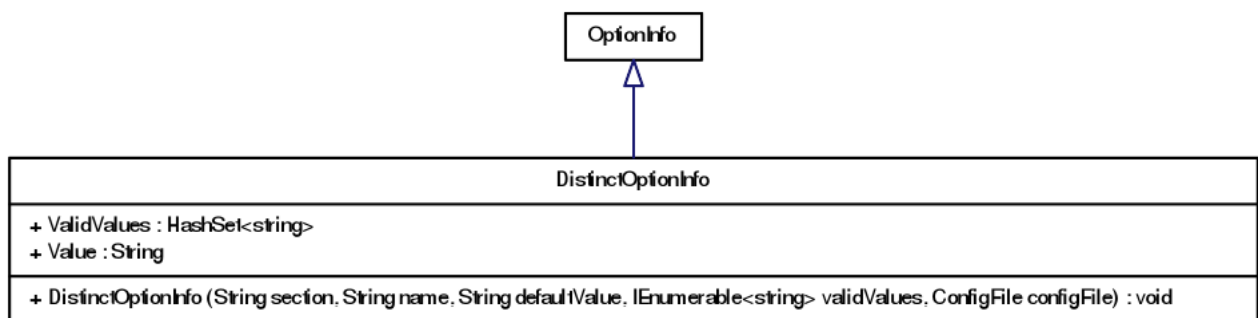 OptionInfo
DistinctOptionInfo
+ ValidValues : HashSet<string>
+ Value : String
+ DistinctOptionInfo (String section, String name, String defaultValue, IEnumerable<string> validValues, ConfigFile configFile) : void